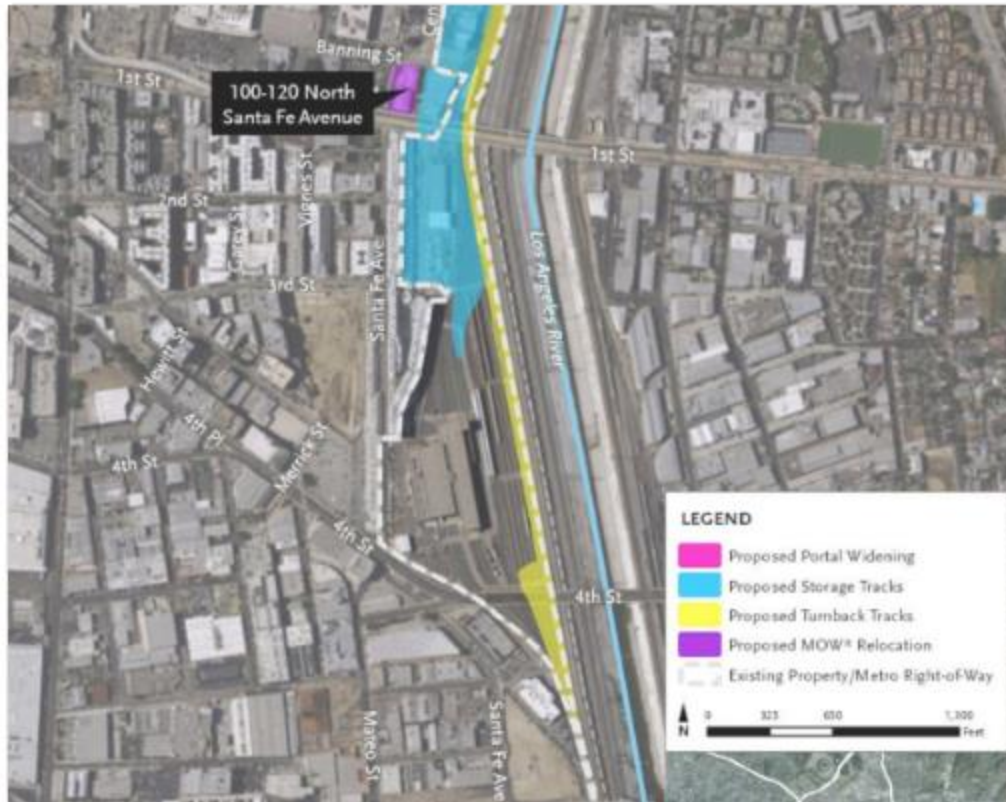 Banning St
Cen
1st St
100-120 North
Santa Fe Avenue
1st St
2nd St
Garey St
Vignes St
Santa Fe Ave
3rd St
Los Angeles River
Hewitt St
4th Pl
4th St
Merrick St
4th St
4th St
Mateo St
Santa Fe Ave
LEGEND
Proposed Portal Widening
Proposed Storage Tracks
Proposed Turnback Tracks
Proposed MOW* Relocation
Existing Property/Metro Right-of-Way
N
0 325 650 1,300
Feet